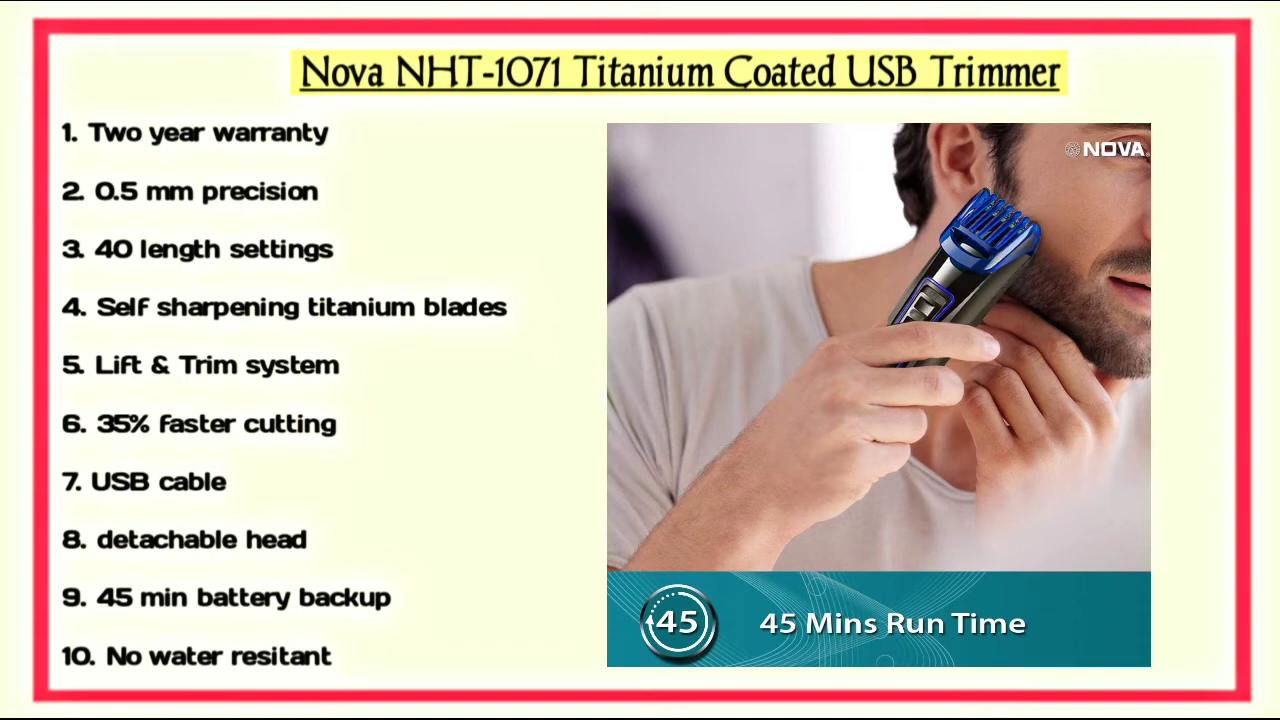 Nova NHT-1071 Titanium Coated USB Trimmer
1. Two year warranty
2. 0.5 mm precision
3. 40 length settings
4. Self sharpening titanium blades
5. Lift & Trim system
6. 35% faster cutting
7. USB cable
8. detachable head
9. 45 min battery backup
10. No water resitant
NOVA
45
45 Mins Run Time